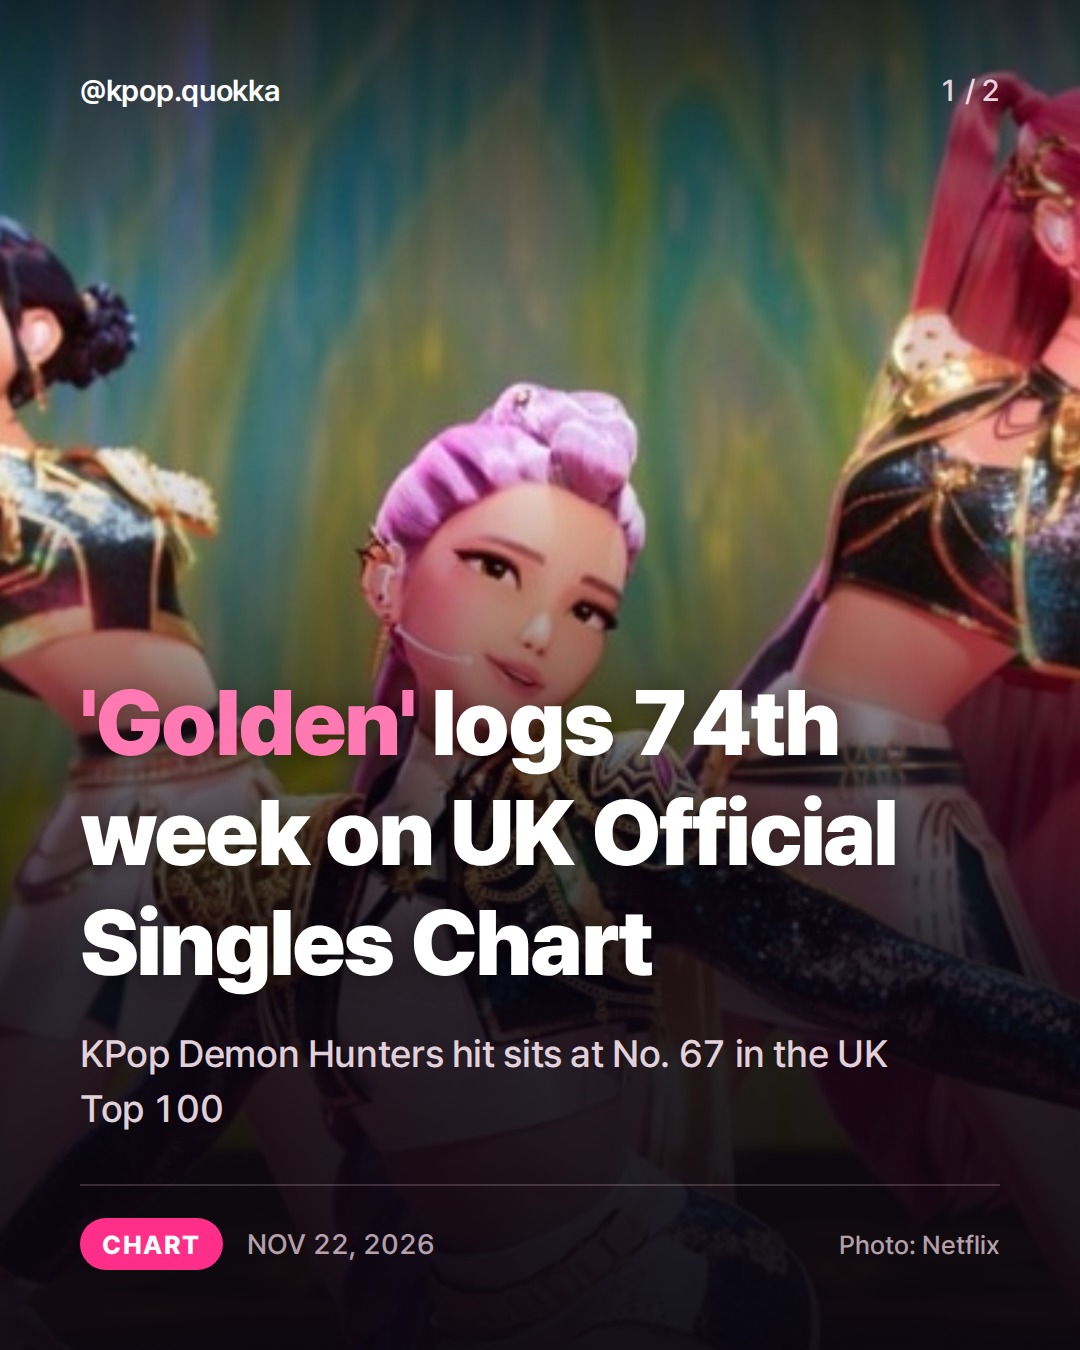 @kpop.quokka
1 / 2
'Golden' logs 74th
week on UK Official
Singles Chart
KPop Demon Hunters hit sits at No. 67 in the UK
Top 100
CHART
NOV 22, 2026
Photo: Netflix